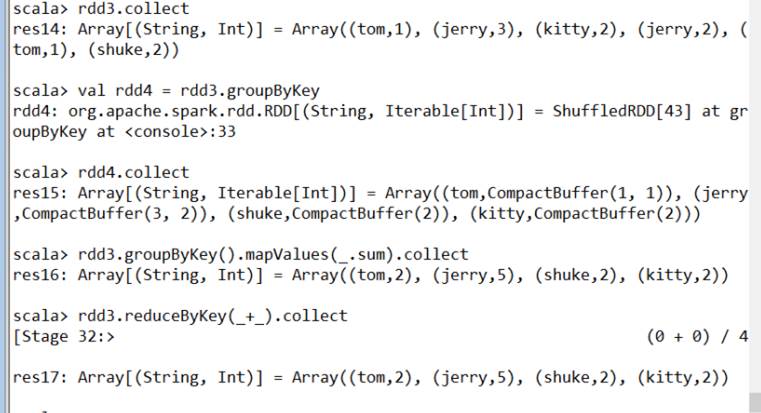 scala> rdd3.collect
res14: Array[(String, Int)] = Array((tom,1), (jerry,3), (kitty,2), (jerry,2), (
tom,1), (shuke,2))
scala> val rdd4 = rdd3.groupByKey
rdd4: org.apache.spark.rdd.RDD[(String, Iterable[Int])] = ShuffledRDD[43] at gr
oupByKey at <console>:33
scala> rdd4.collect
res15: Array[(String, Iterable[Int])] = Array((tom,CompactBuffer(1, 1)), (jerry
,CompactBuffer(3, 2)), (shuke,CompactBuffer(2)), (kitty,CompactBuffer(2)))
scala> rdd3.groupByKey().mapValues(_.sum).collect
res16: Array[(String, Int)] = Array((tom,2), (jerry,5), (shuke,2), (kitty,2))
scala> rdd3.reduceByKey(_+_).collect
[Stage 32:> (0 + 0) / 4
res17: Array[(String, Int)] = Array((tom,2), (jerry,5), (shuke,2), (kitty,2))